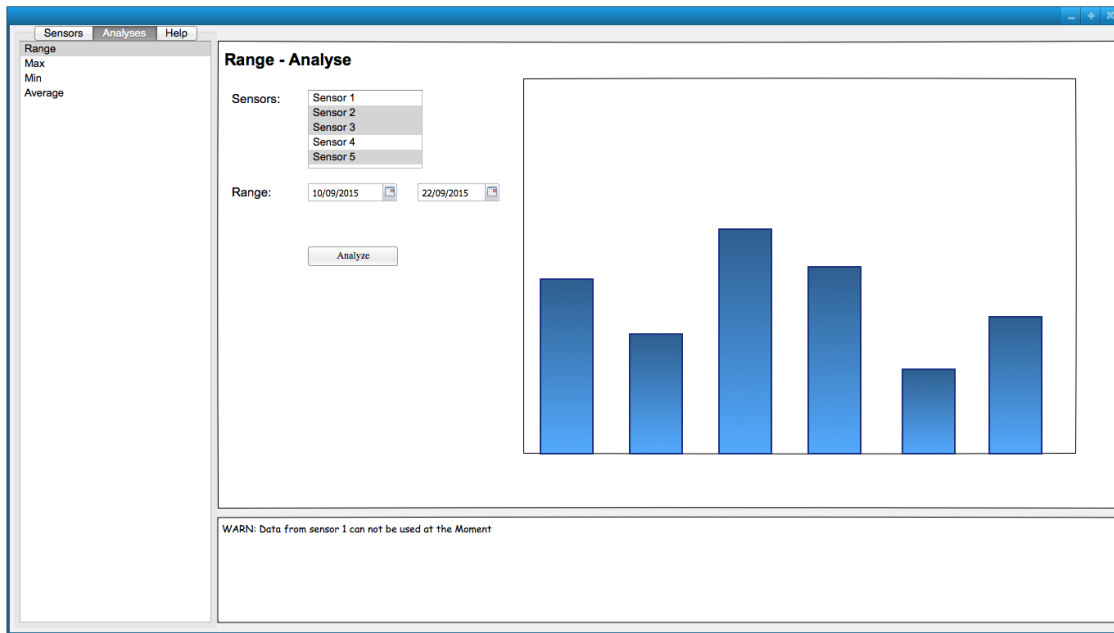 Sensors Analyses Help
Range
Max
Min
Average
Range - Analyse
Sensors:
Sensor 1
Sensor 2
Sensor 3
Sensor 4
Sensor 5
Range: 10/09/2015 22/09/2015
Analyze
WARN: Data from sensor 1 can not be used at the Moment